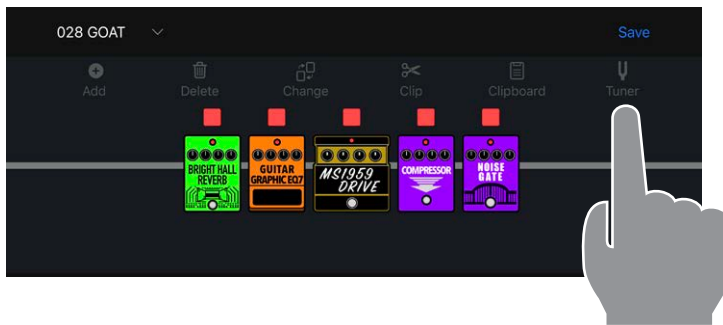 028 GOAT
Save
Add
Delete
Change
Clip
Clipboard
Tuner
BRIGHT HALL
REVERB
GUITAR
GRAPHIC EQ7
MS1959
DRIVE
COMPRESSOR
NOISE
GATE